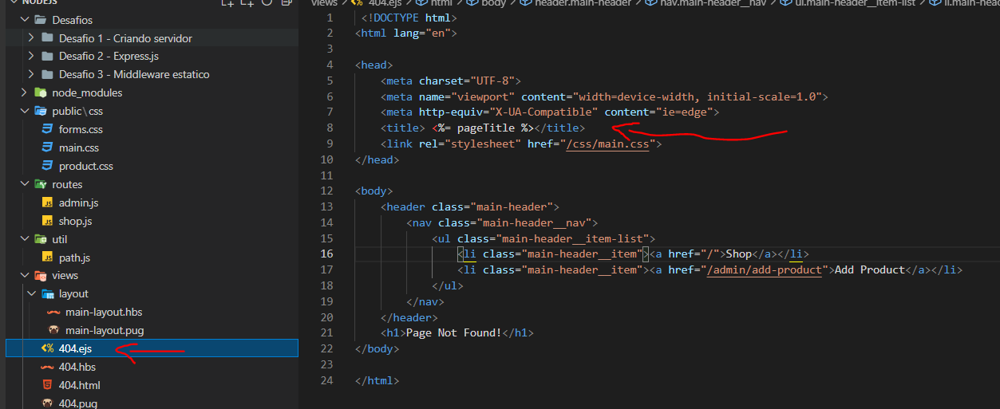 NODEJS
Desafios
Desafio 1 - Criando servidor
Desafio 2 - Express.js
Desafio 3 - Middleware estatico
node_modules
public\css
forms.css
main.css
product.css
routes
admin.js
shop.js
util
path.js
views
layout
main-layout.hbs
main-layout.pug
404.ejs
404.hbs
404.html
404.pug
views > 404.ejs > html > body > header.main-header > nav.main-header__nav > ul.main-header__item-list > li.main-hea
1 <!DOCTYPE html>
2 <html lang="en">
3
4 <head>
5 <meta charset="UTF-8">
6 <meta name="viewport" content="width=device-width, initial-scale=1.0">
7 <meta http-equiv="X-UA-Compatible" content="ie=edge">
8 <title> <%= pageTitle %></title>
9 <link rel="stylesheet" href="/css/main.css">
10 </head>
11
12 <body>
13 <header class="main-header">
14 <nav class="main-header__nav">
15 <ul class="main-header__item-list">
16 <li class="main-header__item"><a href="/">Shop</a></li>
17 <li class="main-header__item"><a href="/admin/add-product">Add Product</a></li>
18 </ul>
19 </nav>
20 </header>
21 <h1>Page Not Found!</h1>
22 </body>
23
24 </html>